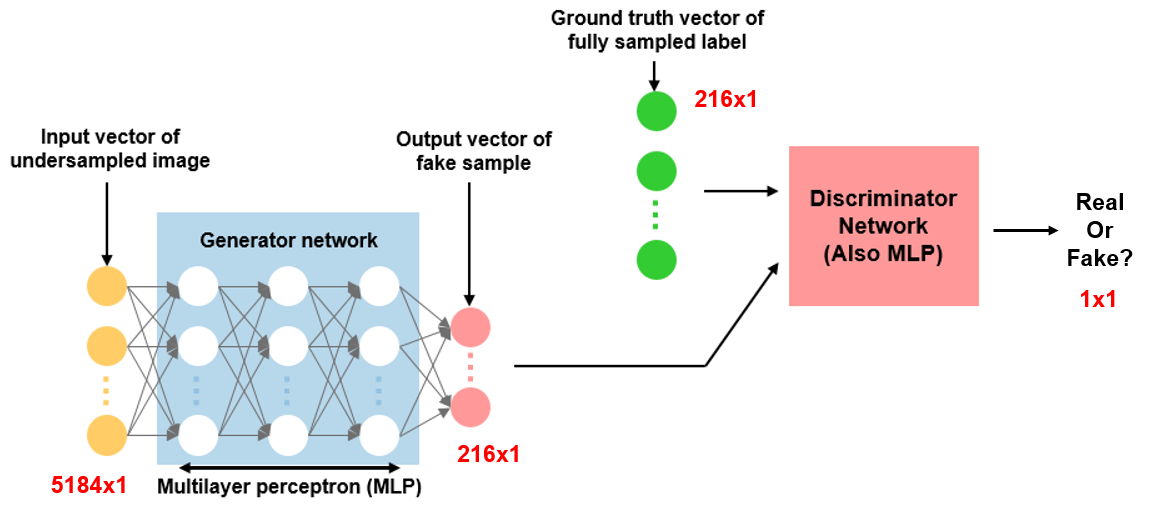 Ground truth vector of
fully sampled label
216x1
Input vector of
undersampled image
Output vector of
fake sample
Generator network
Discriminator
Network
(Also MLP)
Real
Or
Fake?
1x1
216x1
5184x1
Multilayer perceptron (MLP)